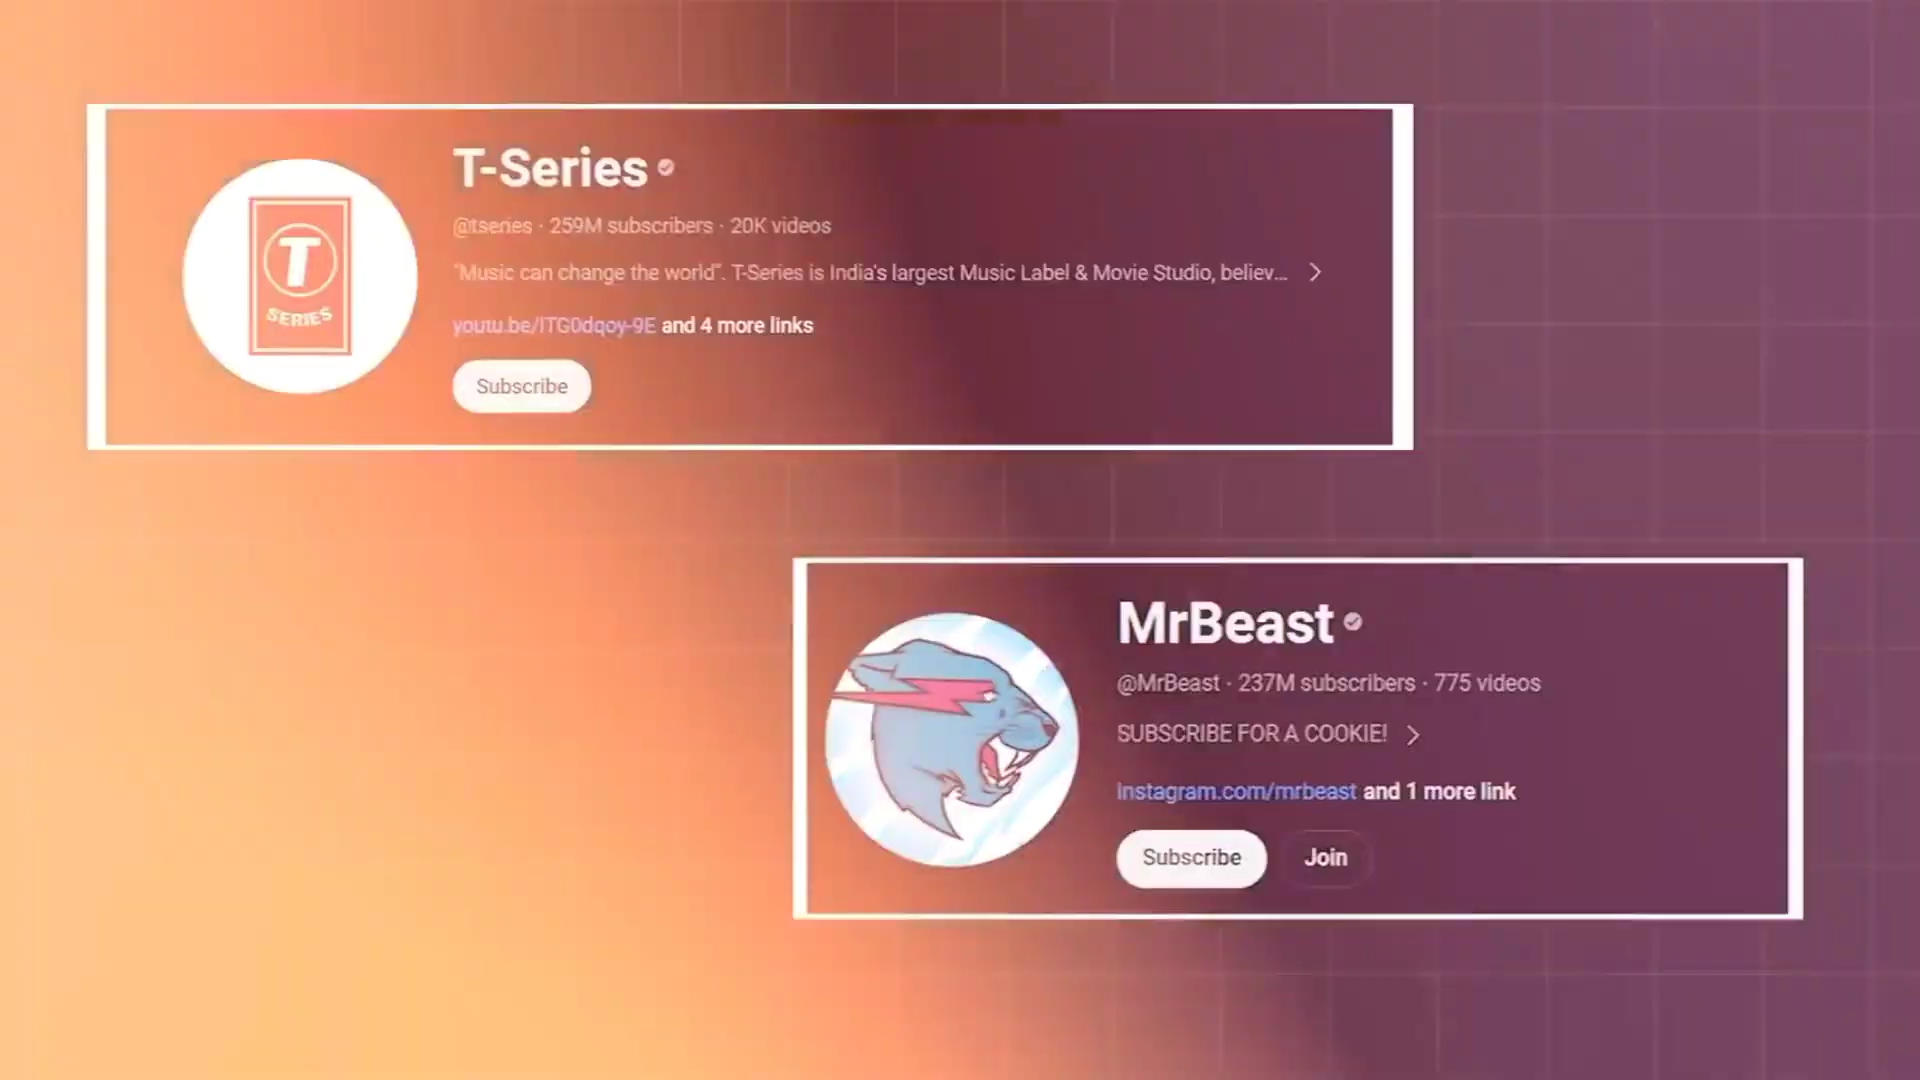 T-Series
@tseries · 259M subscribers · 20K videos
"Music can change the world". T-Series is India's largest Music Label & Movie Studo, believ...
youtu.be/ITG0dqoy-9E and 4 more links
Subscribe
T
SERIES
MrBeast
@MrBeast · 237M subscribers · 775 videos
SUBSCRIBE FOR A COOKIE!
instagram.com/mrbeast and 1 more link
Subscribe
Join